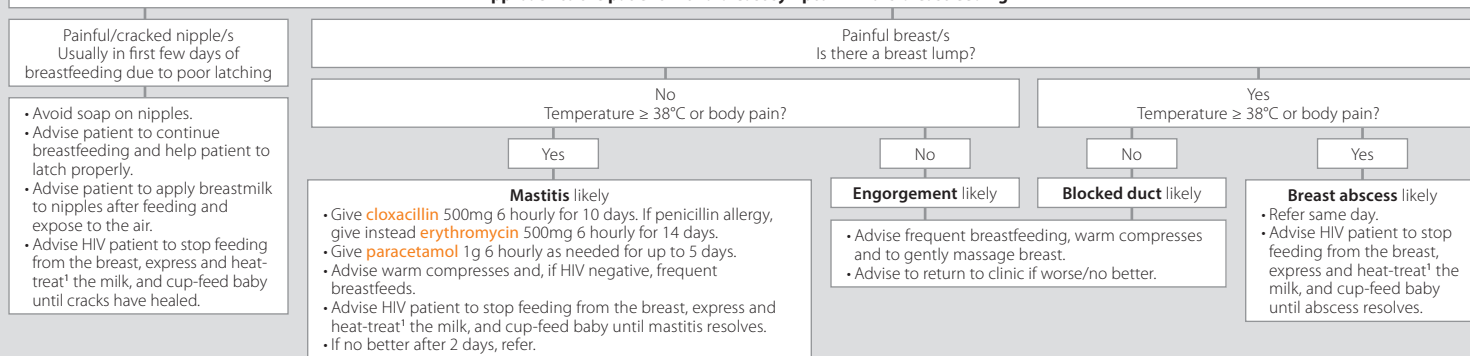 Painful/cracked nipple/s
Usually in first few days of
breastfeeding due to poor latching
• Avoid soap on nipples.
• Advise patient to continue
breastfeeding and help patient to
latch properly.
• Advise patient to apply breastmilk
to nipples after feeding and
expose to the air.
• Advise HIV patient to stop feeding
from the breast, express and heat-
treat¹ the milk, and cup-feed baby
until cracks have healed.
Painful breast/s
Is there a breast lump?
No
Temperature ≥ 38°C or body pain?
Yes
Mastitis likely
• Give cloxacillin 500mg 6 hourly for 10 days. If penicillin allergy,
give instead erythromycin 500mg 6 hourly for 14 days.
• Give paracetamol 1g 6 hourly as needed for up to 5 days.
• Advise warm compresses and, if HIV negative, frequent
breastfeeds.
• Advise HIV patient to stop feeding from the breast, express and
heat-treat¹ the milk, and cup-feed baby until mastitis resolves.
• If no better after 2 days, refer.
No
Engorgement likely
Yes
Temperature ≥ 38°C or body pain?
No
Blocked duct likely
• Advise frequent breastfeeding, warm compresses
and to gently massage breast.
• Advise to return to clinic if worse/no better.
Yes
Breast abscess likely
• Refer same day.
• Advise HIV patient to stop
feeding from the breast,
express and heat-treat¹ the
milk, and cup-feed baby
until abscess resolves.